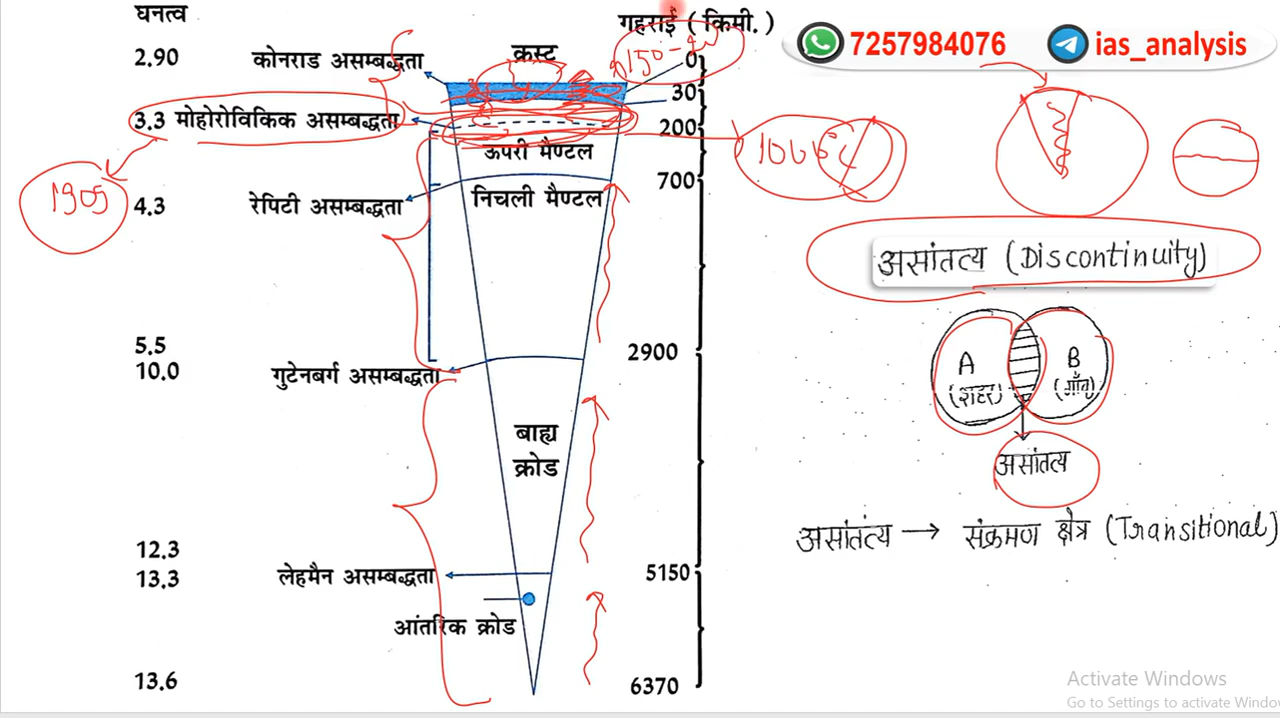 घनत्व
गहराई ( किमी.)
7257984076
ias_analysis
2.90
कोनराड असम्बद्धता
क्रस्ट
0
30
3.3 मोहोरोविकिक असम्बद्धता
200
ऊपरी मैण्टल
1905
700
4.3
रेपिटी असम्बद्धता
निचली मैण्टल
असांतत्य (Discontinuity)
A
(शहर)
B
(गाँव)
असांतत्य
5.5
2900
10.0
गुटेनबर्ग असम्बद्धता
बाह्य
क्रोड
असांतत्य → संक्रमण क्षेत्र (Transitional)
12.3
5150
13.3
लेहमैन असम्बद्धता
आंतरिक क्रोड
13.6
6370
Activate Windows
Go to Settings to activate Windo